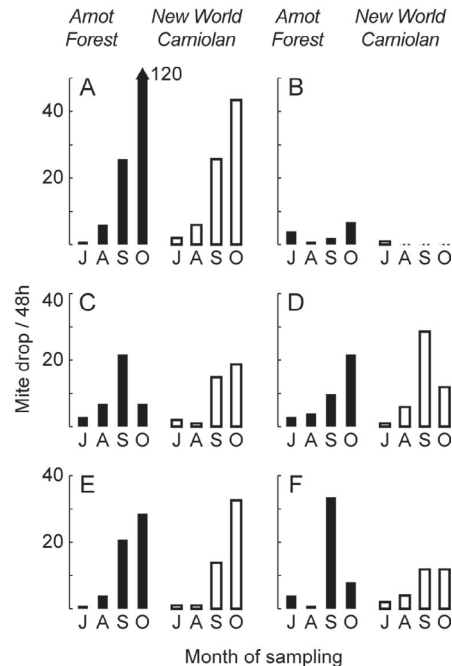 Arnot Forest
New World Carniolan
Arnot Forest
New World Carniolan
A
120
B
40
20
J A S O
J A S O
J A S O
J A S O
C
D
40
20
J A S O
J A S O
J A S O
J A S O
E
F
40
20
J A S O
J A S O
J A S O
J A S O
Mite drop / 48h
Month of sampling